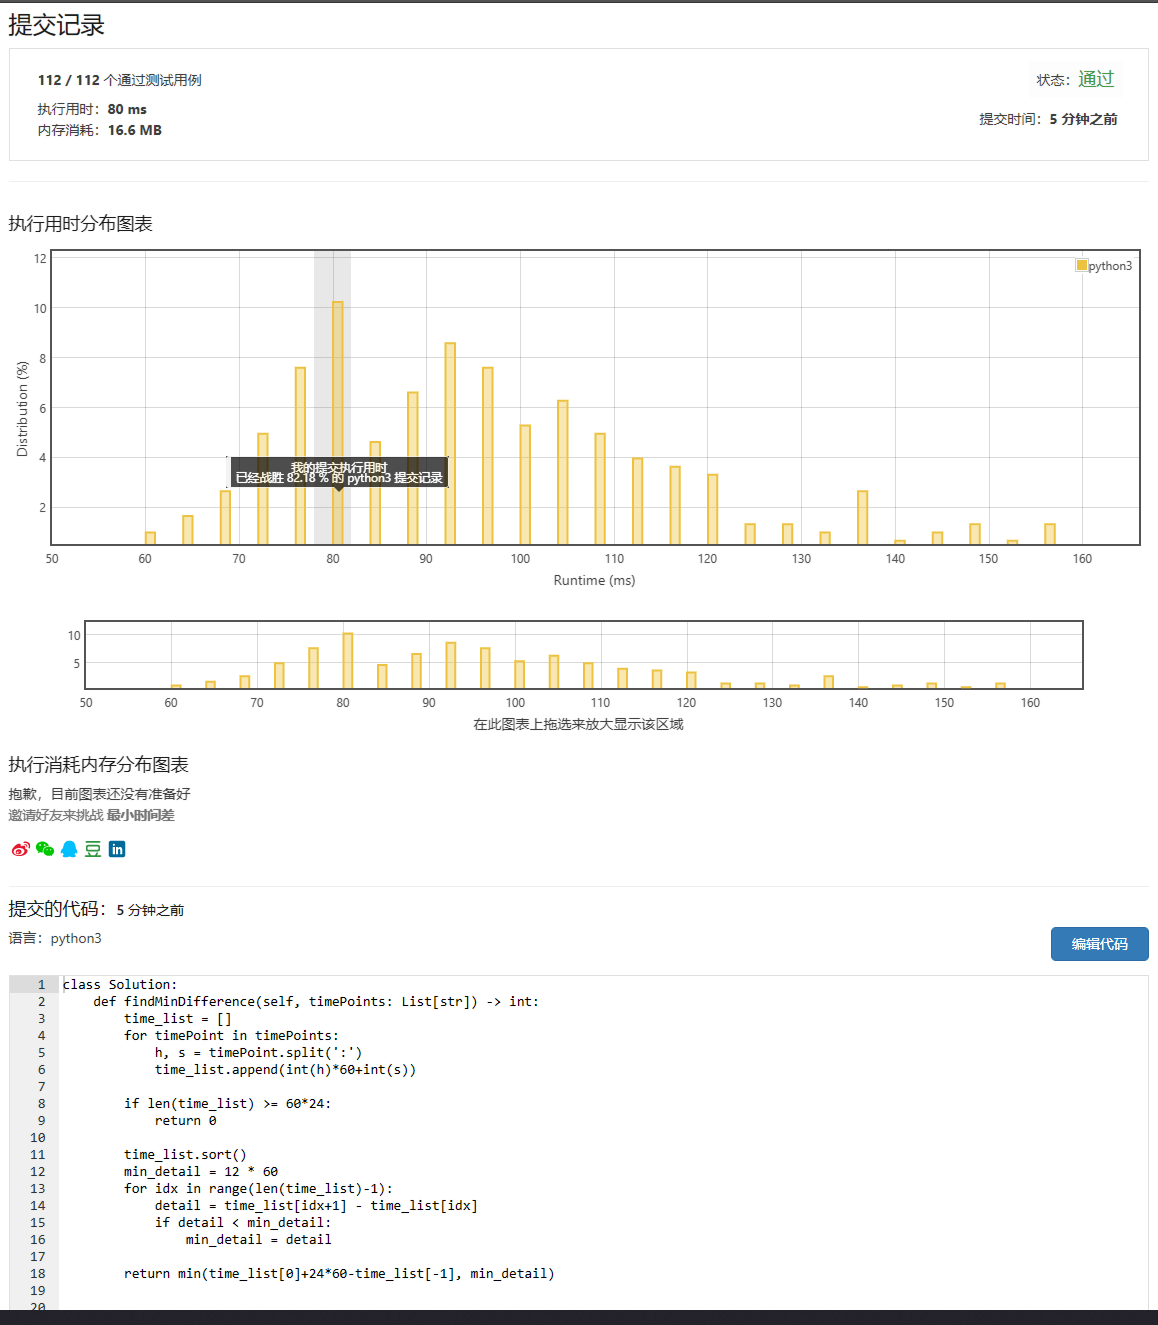 提交记录
112 / 112 个通过测试用例
状态：通过
执行用时：80 ms
内存消耗：16.6 MB
提交时间：5 分钟之前
执行用时分布图表
12
10
8
6
4
2
Distribution (%)
python3
我的提交执行用时
已经战胜 82.18 % 的 python3 提交记录
50 60 70 80 90 100 110 120 130 140 150 160
Runtime (ms)
10
5
50 60 70 80 90 100 110 120 130 140 150 160
在此图表上拖选来放大显示该区域
执行消耗内存分布图表
抱歉，目前图表还没有准备好
邀请好友来挑战 最小时间差
豆
in
提交的代码：5 分钟之前
语言：python3
编辑代码
1 class Solution:
2     def findMinDifference(self, timePoints: List[str]) -> int:
3         time_list = []
4         for timePoint in timePoints:
5             h, s = timePoint.split(':')
6             time_list.append(int(h)*60+int(s))
7
8         if len(time_list) >= 60*24:
9             return 0
10
11         time_list.sort()
12         min_detail = 12 * 60
13         for idx in range(len(time_list)-1):
14             detail = time_list[idx+1] - time_list[idx]
15             if detail < min_detail:
16                 min_detail = detail
17
18         return min(time_list[0]+24*60-time_list[-1], min_detail)
19
20